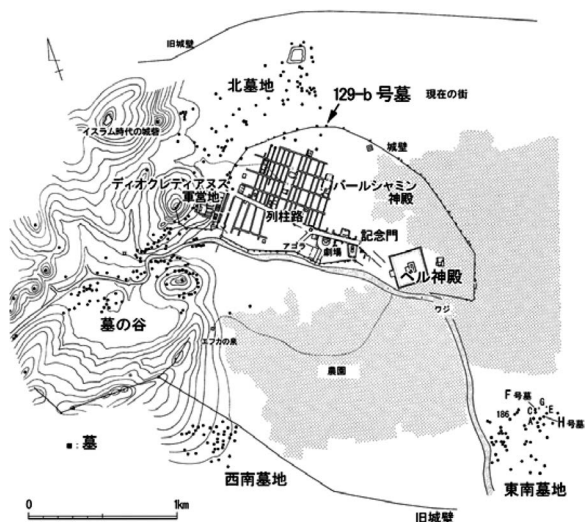 旧城壁
北墓地
129-b 号墓
現在の街
イスラム時代の城砦
城壁
ディオクレティアヌス
軍営地
バールシャミン
神殿
列柱路
記念門
アゴラ
劇場
ベル神殿
墓の谷
ワジ
エフカの泉
農園
F号墓
G
186
C
E
A
H号墓
■:墓
西南墓地
東南墓地
0
1km
旧城壁